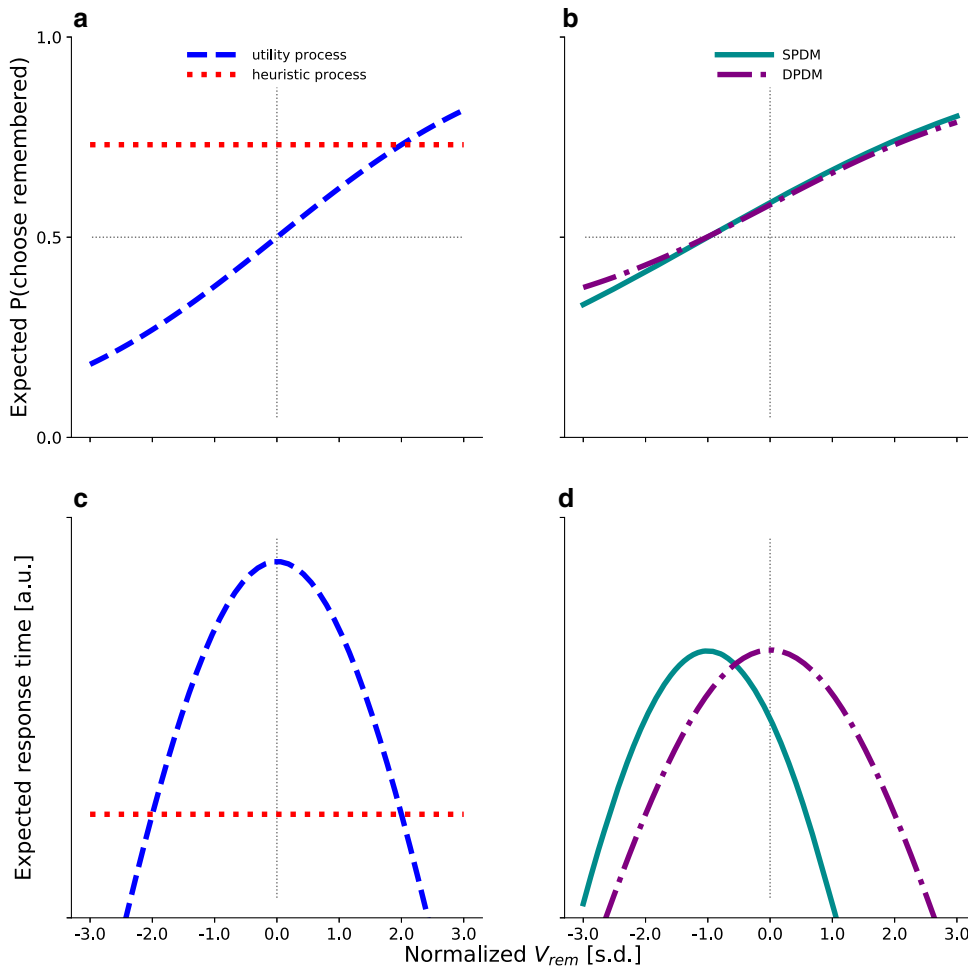 a
b
1.0
0.5
0.0
Expected P(choose remembered)
utility process
heuristic process
SPDM
DPDM
c
d
Expected response time [a.u.]
-3.0 -2.0 -1.0 0.0 1.0 2.0 3.0
-3.0 -2.0 -1.0 0.0 1.0 2.0 3.0
Normalized V_rem [s.d.]